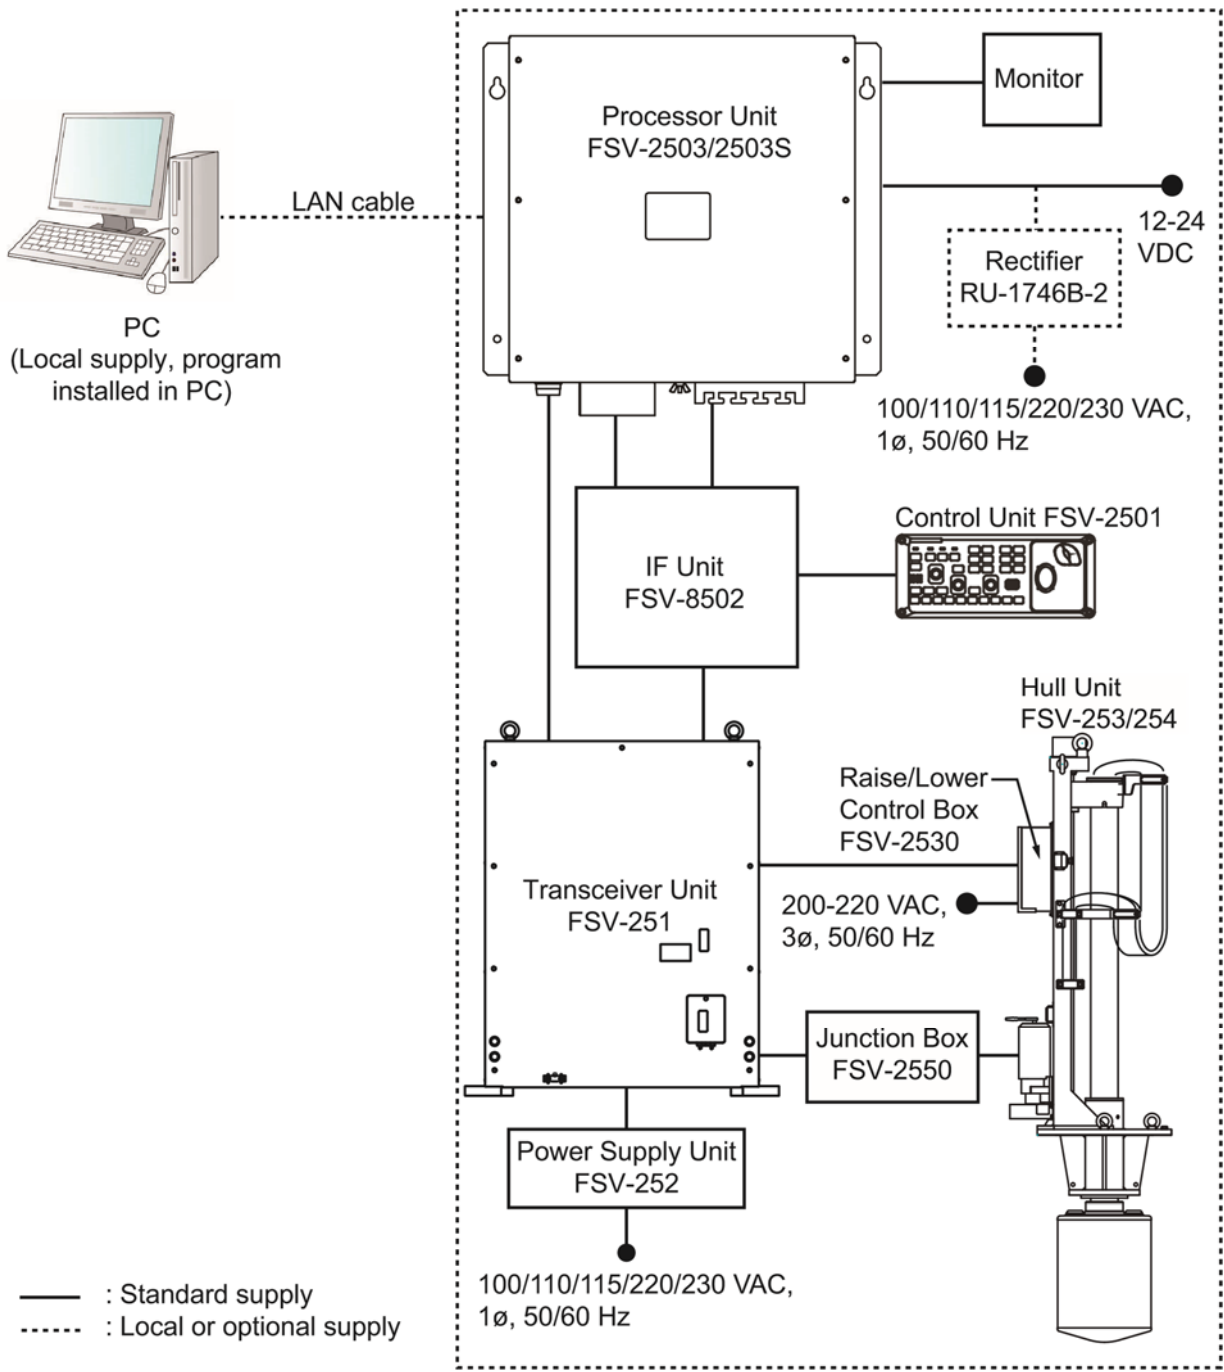 Processor Unit
FSV-2503/2503S
Monitor
LAN cable
12-24
VDC
Rectifier
RU-1746B-2
PC
(Local supply, program
installed in PC)
100/110/115/220/230 VAC,
1ø, 50/60 Hz
Control Unit FSV-2501
IF Unit
FSV-8502
Hull Unit
FSV-253/254
Raise/Lower
Control Box
FSV-2530
Transceiver Unit
FSV-251
200-220 VAC,
3ø, 50/60 Hz
Junction Box
FSV-2550
Power Supply Unit
FSV-252
100/110/115/220/230 VAC,
1ø, 50/60 Hz
: Standard supply
: Local or optional supply